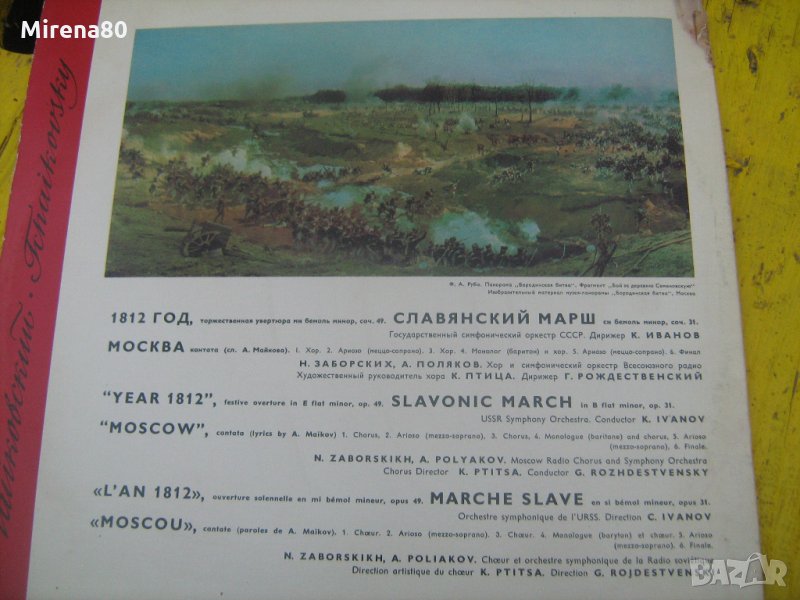 Mirena80
Чайковский · Tchaikovsky
Ф. А. Рубо. Панорама „Бородинская битва“. Фрагмент „Бой за деревню Семеновскую“
Изобразительный материал музея-панорамы „Бородинская битва“, Москва
1812 ГОД, торжественная увертюра ми бемоль минор, соч. 49. СЛАВЯНСКИЙ МАРШ си бемоль минор, соч. 31.
Государственный симфонический оркестр СССР. Дирижер К. ИВАНОВ
МОСКВА кантата (сл. А. Майкова). 1. Хор. 2. Ариозо (меццо-сопрано). 3. Хор. 4. Монолог (баритон) и хор. 5. Ариозо (меццо-сопрано). 6. Финал
Н. ЗАБОРСКИХ, А. ПОЛЯКОВ. Хор и симфонический оркестр Всесоюзного радио
Художественный руководитель хора К. ПТИЦА. Дирижер Г. РОЖДЕСТВЕНСКИЙ
“YEAR 1812”, festive overture in E flat minor, op. 49. SLAVONIC MARCH in B flat minor, op. 31.
USSR Symphony Orchestra. Conductor K. IVANOV
“MOSCOW”, cantata (lyrics by A. Maikov) 1. Chorus, 2. Arioso (mezzo-soprano). 3. Chorus, 4. Monologue (baritone) and chorus, 5. Arioso
(mezzo-soprano). 6. Finale.
N. ZABORSKIKH, A. POLYAKOV. Moscow Radio Chorus and Symphony Orchestra
Chorus Director K. PTITSA. Conductor G. ROZHDESTVENSKY
«L'AN 1812», ouverture solennelle en mi bémol mineur, opus 49. MARCHE SLAVE en si bémol mineur, opus 31.
Orchestre symphonique de l'URSS. Direction C. IVANOV
«MOSCOU», cantate (paroles de A. Maikov). 1. Chœur. 2. Arioso (mezzo-soprano). 3. Chœur. 4. Monologue (baryton) et chœur. 5. Arioso
(mezzo-soprano). 6. Finale.
N. ZABORSKIKH, A. POLIAKOV. Chœur et orchestre symphonique de la Radio soviétique
Direction artistique du chœur K. PTITSA. Direction G. ROJDESTVENSKY
BAZAR